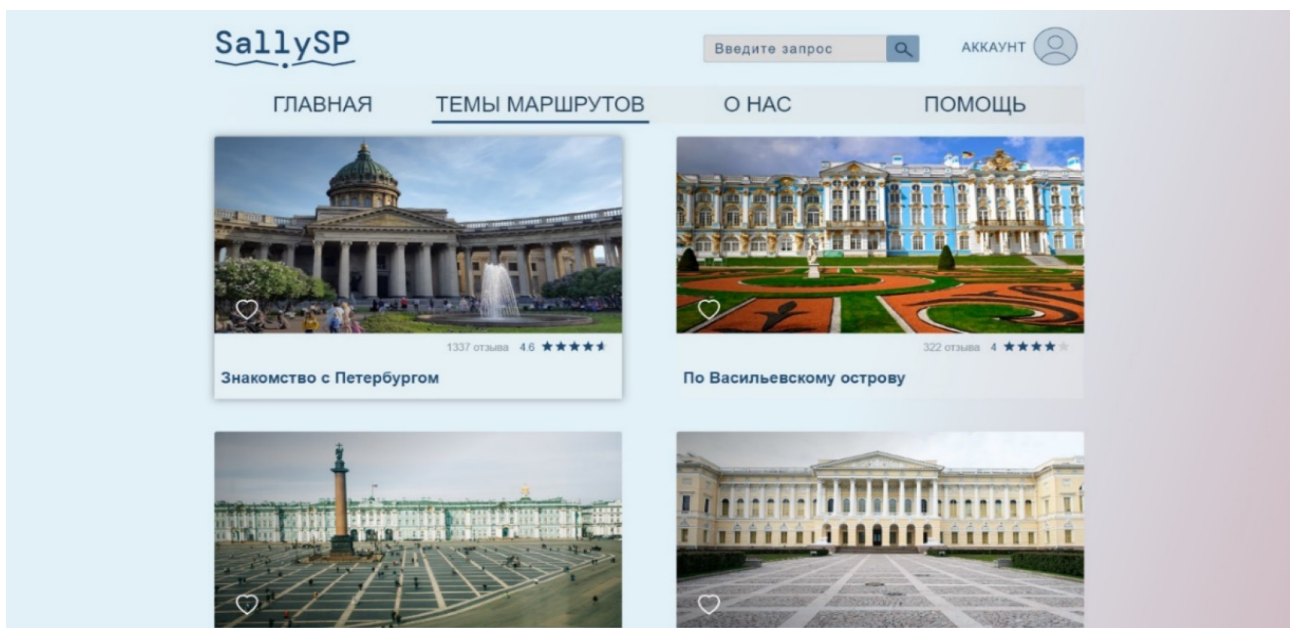 SallySP
Введите запрос
АККАУНТ
ГЛАВНАЯ ТЕМЫ МАРШРУТОВ О НАС ПОМОЩЬ
1337 отзыва 4.6
322 отзыва 4
Знакомство с Петербургом
По Васильевскому острову